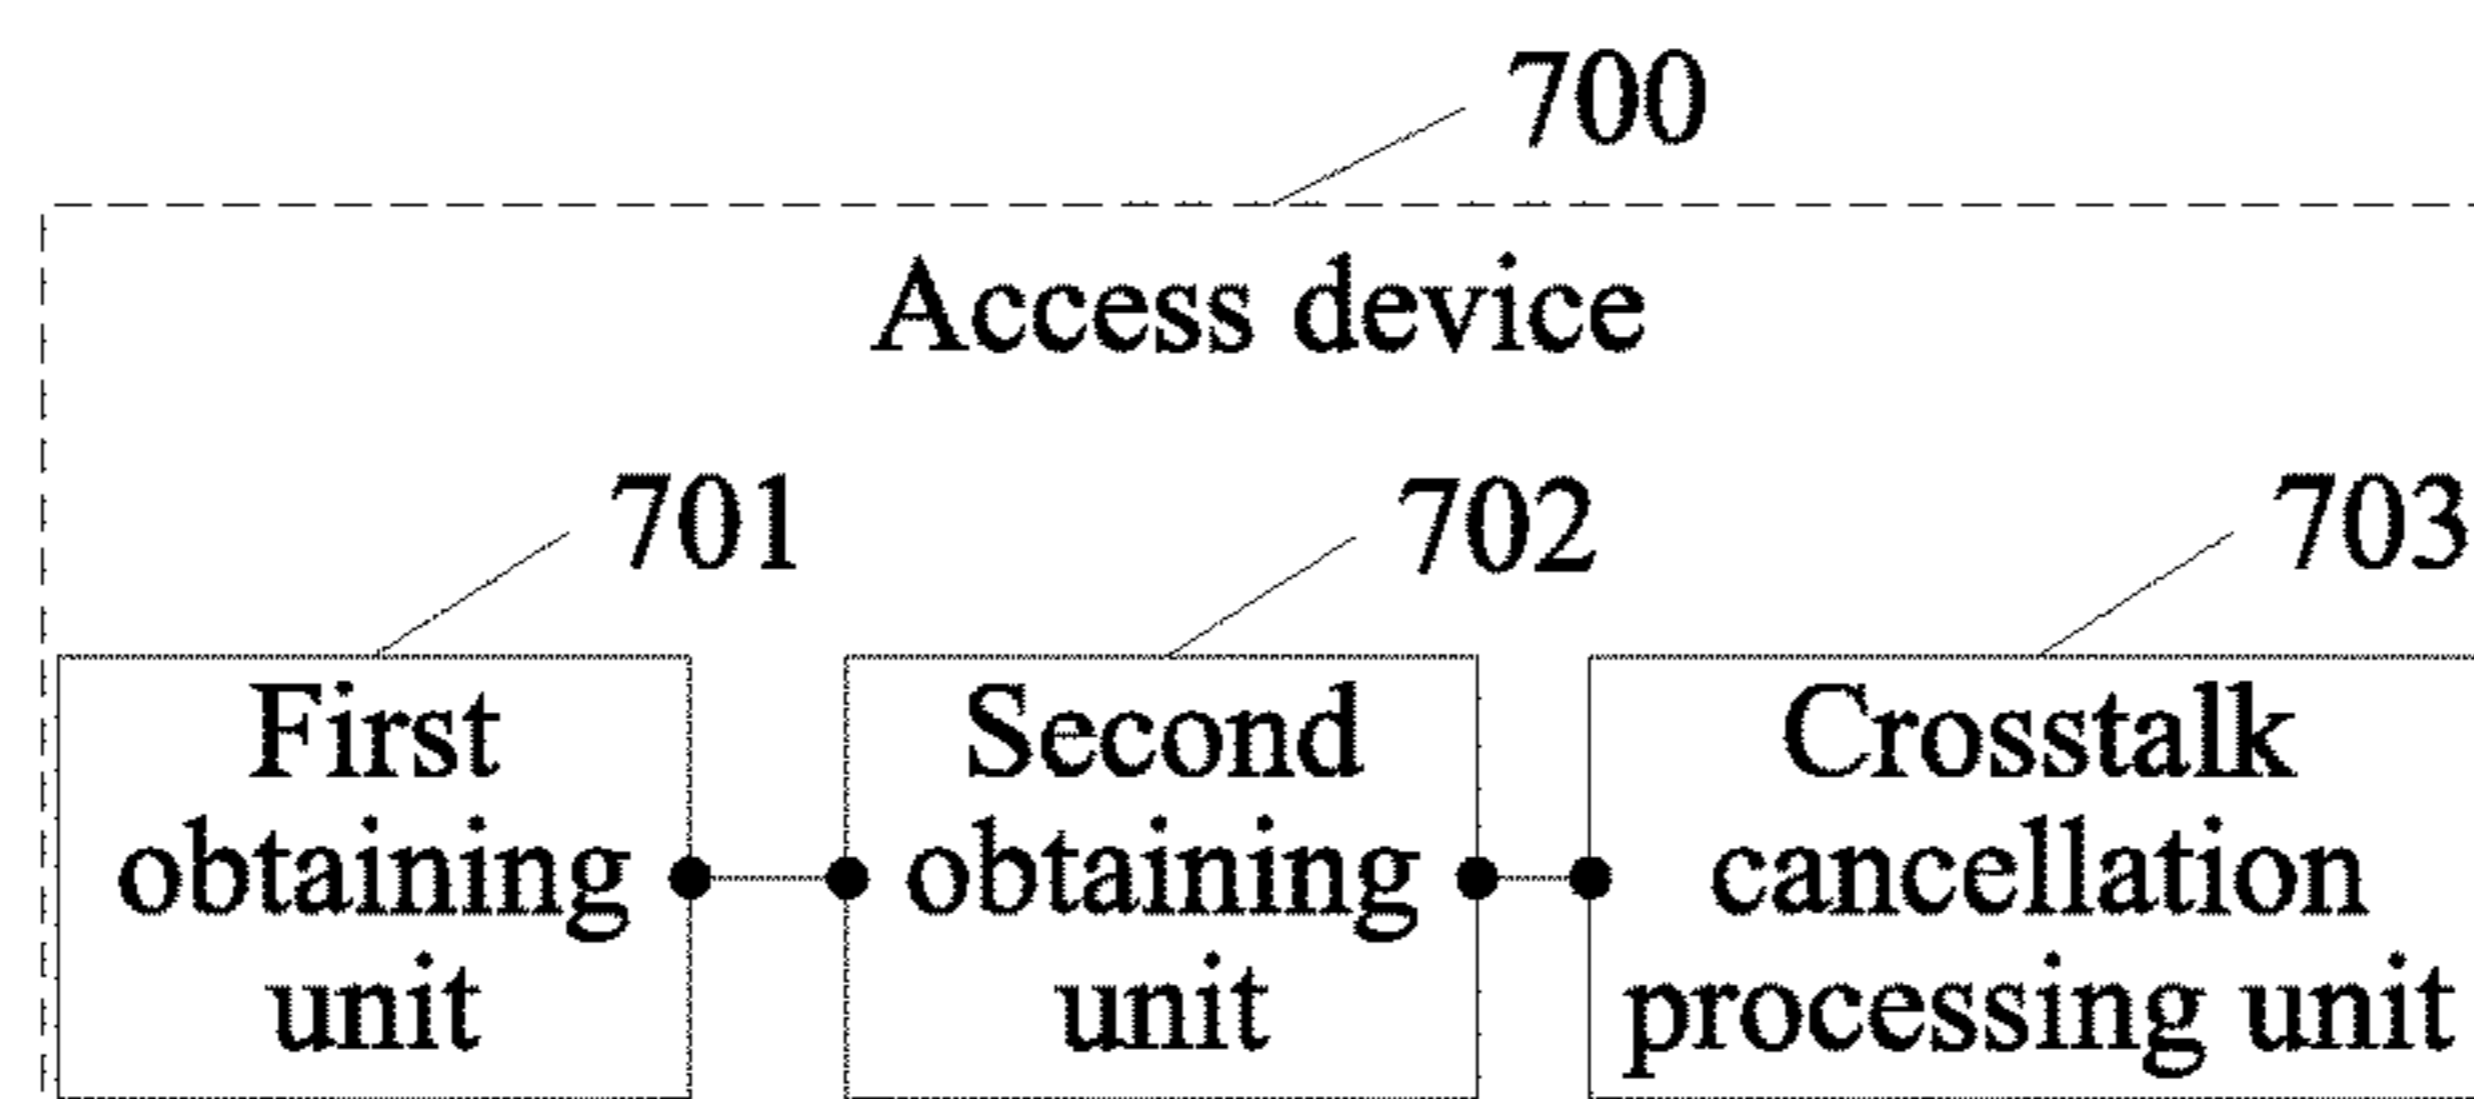 700
Access device
701
702
703
First
obtaining
unit
Second
obtaining
unit
Crosstalk
cancellation
processing unit